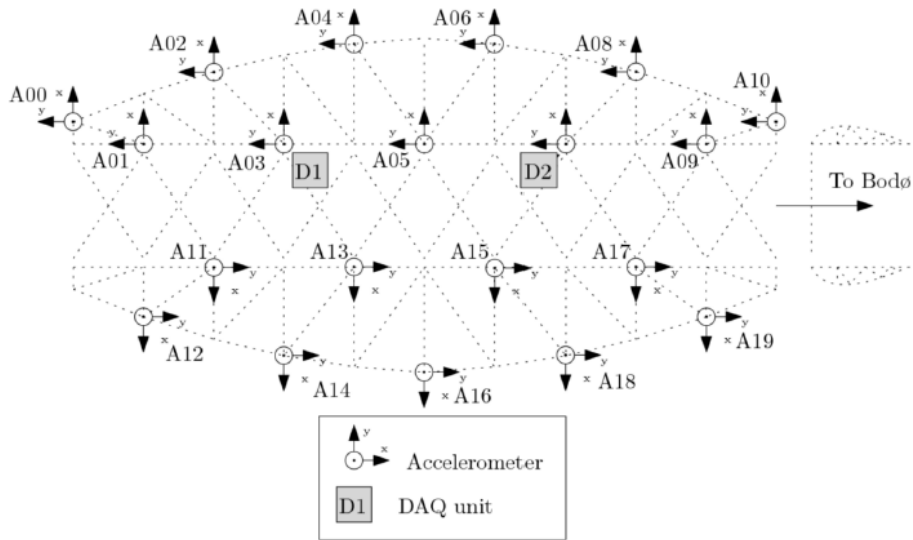 A04 x
A06 x
A02 x
A08 x
y
y
y
y
A00 x
A10 x
y
y
x
x
x
x
x
y
y
y
y
y
A01
A03
A05
A09
D1
D2
To Bodø
A11
A13
A15
A17
y
y
y
y
x
x
x
x
y
y
x
A12
x
A19
y
y
y
x
A14
x
A16
x
A18
y
x
Accelerometer
D1
DAQ unit